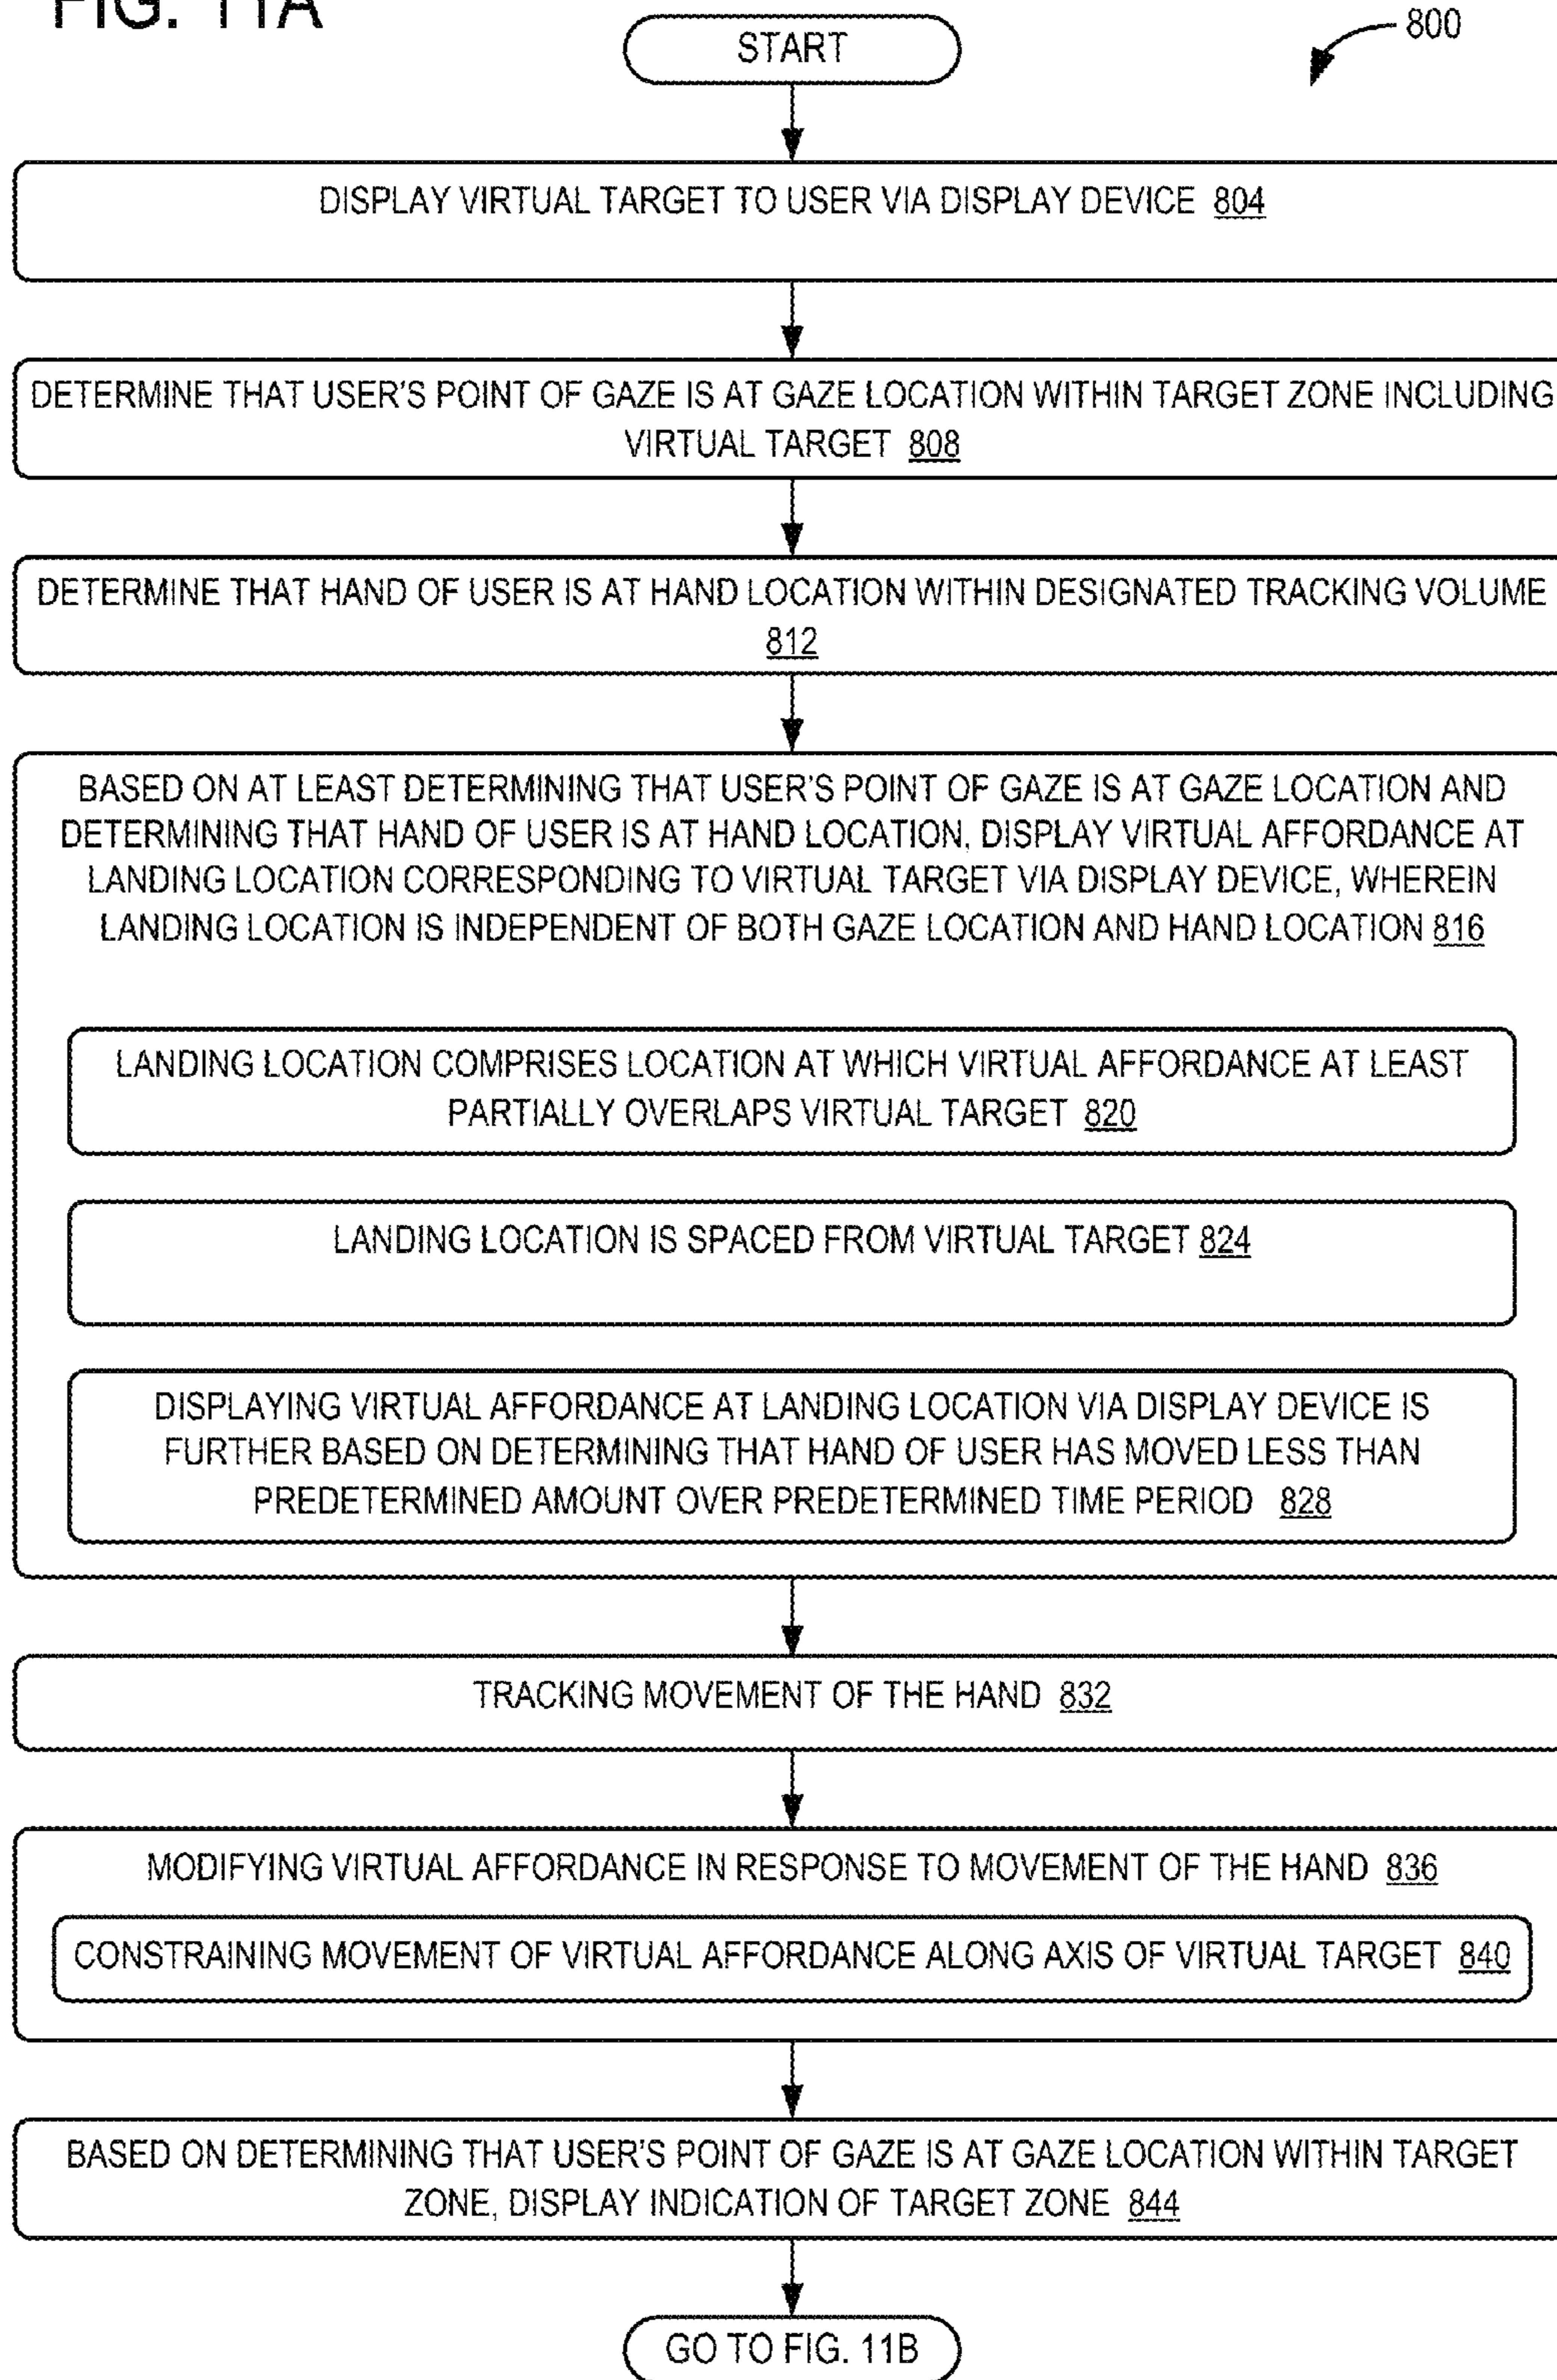 FIG. 11A
800
START
DISPLAY VIRTUAL TARGET TO USER VIA DISPLAY DEVICE 804
DETERMINE THAT USER'S POINT OF GAZE IS AT GAZE LOCATION WITHIN TARGET ZONE INCLUDING
VIRTUAL TARGET 808
DETERMINE THAT HAND OF USER IS AT HAND LOCATION WITHIN DESIGNATED TRACKING VOLUME
812
BASED ON AT LEAST DETERMINING THAT USER'S POINT OF GAZE IS AT GAZE LOCATION AND
DETERMINING THAT HAND OF USER IS AT HAND LOCATION, DISPLAY VIRTUAL AFFORDANCE AT
LANDING LOCATION CORRESPONDING TO VIRTUAL TARGET VIA DISPLAY DEVICE, WHEREIN
LANDING LOCATION IS INDEPENDENT OF BOTH GAZE LOCATION AND HAND LOCATION 816
LANDING LOCATION COMPRISES LOCATION AT WHICH VIRTUAL AFFORDANCE AT LEAST
PARTIALLY OVERLAPS VIRTUAL TARGET 820
LANDING LOCATION IS SPACED FROM VIRTUAL TARGET 824
DISPLAYING VIRTUAL AFFORDANCE AT LANDING LOCATION VIA DISPLAY DEVICE IS
FURTHER BASED ON DETERMINING THAT HAND OF USER HAS MOVED LESS THAN
PREDETERMINED AMOUNT OVER PREDETERMINED TIME PERIOD 828
TRACKING MOVEMENT OF THE HAND 832
MODIFYING VIRTUAL AFFORDANCE IN RESPONSE TO MOVEMENT OF THE HAND 836
CONSTRAINING MOVEMENT OF VIRTUAL AFFORDANCE ALONG AXIS OF VIRTUAL TARGET 840
BASED ON DETERMINING THAT USER'S POINT OF GAZE IS AT GAZE LOCATION WITHIN TARGET
ZONE, DISPLAY INDICATION OF TARGET ZONE 844
GO TO FIG. 11B